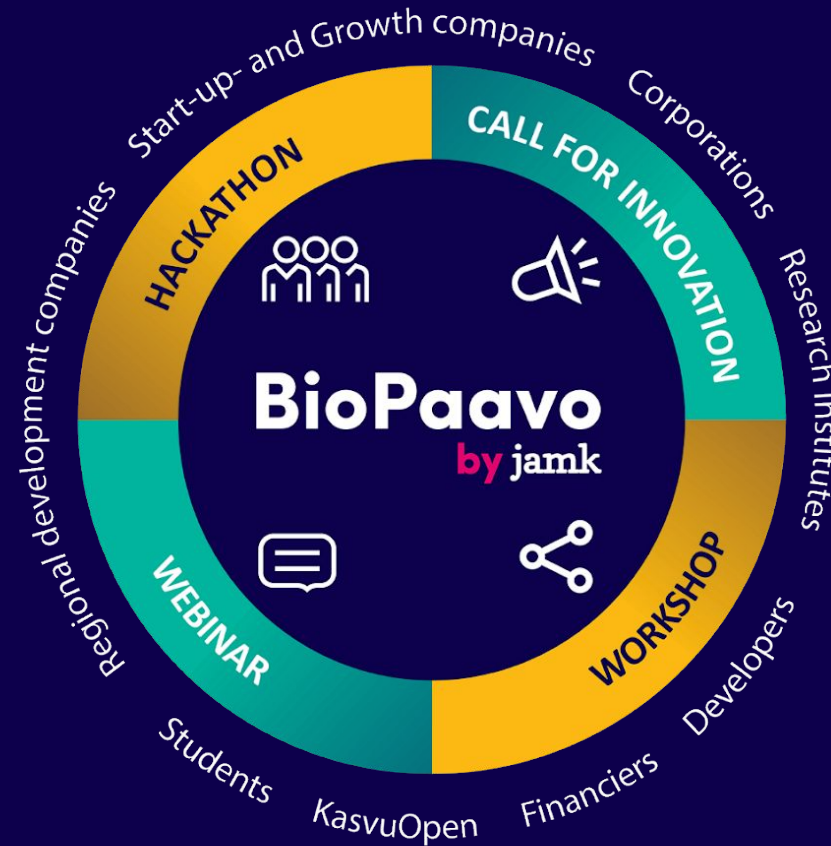 Start-up- and Growth companies
Corporations
Research Institutes
Developers
Financiers
KasvuOpen
Students
Regional development companies
HACKATHON
CALL FOR INNOVATION
WORKSHOP
WEBINAR
BioPaavo
by jamk